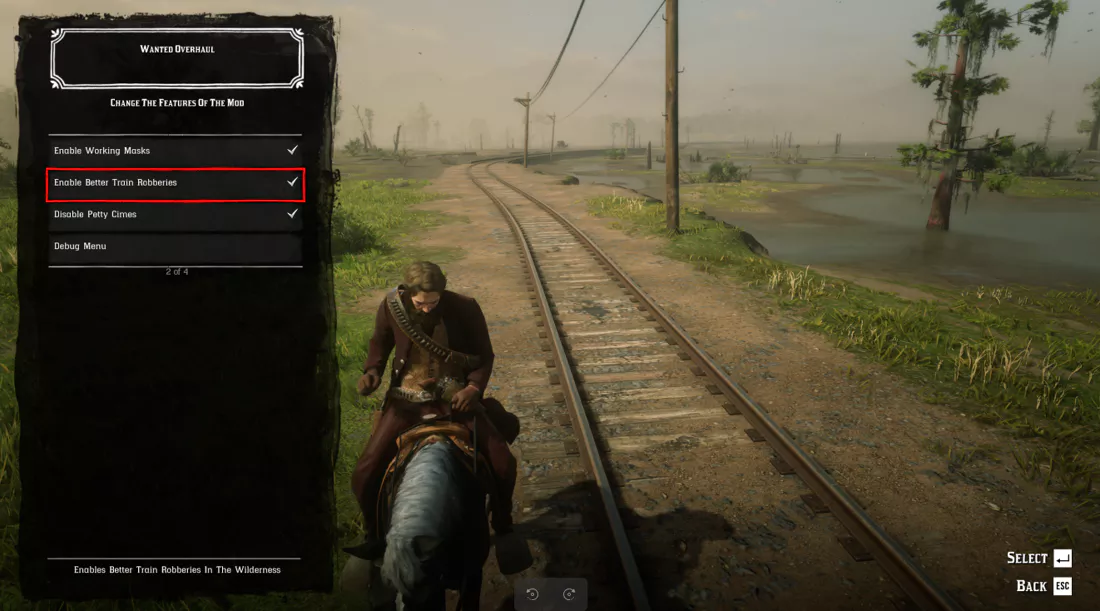 Wanted Overhaul
Change The Features Of The Mod
Enable Working Masks
Enable Better Train Robberies
Disable Petty Cimes
Debug Menu
2 of 4
Enables Better Train Robberies In The Wilderness
Select
Back ESC